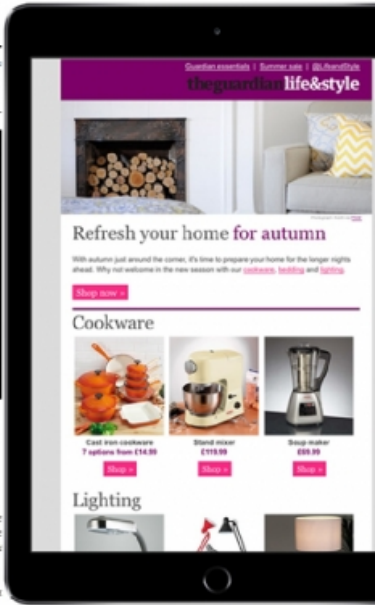 Guardian essentials | Summer sale | @LifeandStyle
theguardian life&style
Refresh your home for autumn
With autumn just around the corner, it's time to prepare your home for the longer nights
ahead. Why not welcome in the new season with our cookware, bedding and lighting.
Shop now »
Cookware
Cast iron cookware
7 options from £14.99
Shop »
Stand mixer
£119.99
Shop »
Soup maker
£69.99
Shop »
Lighting